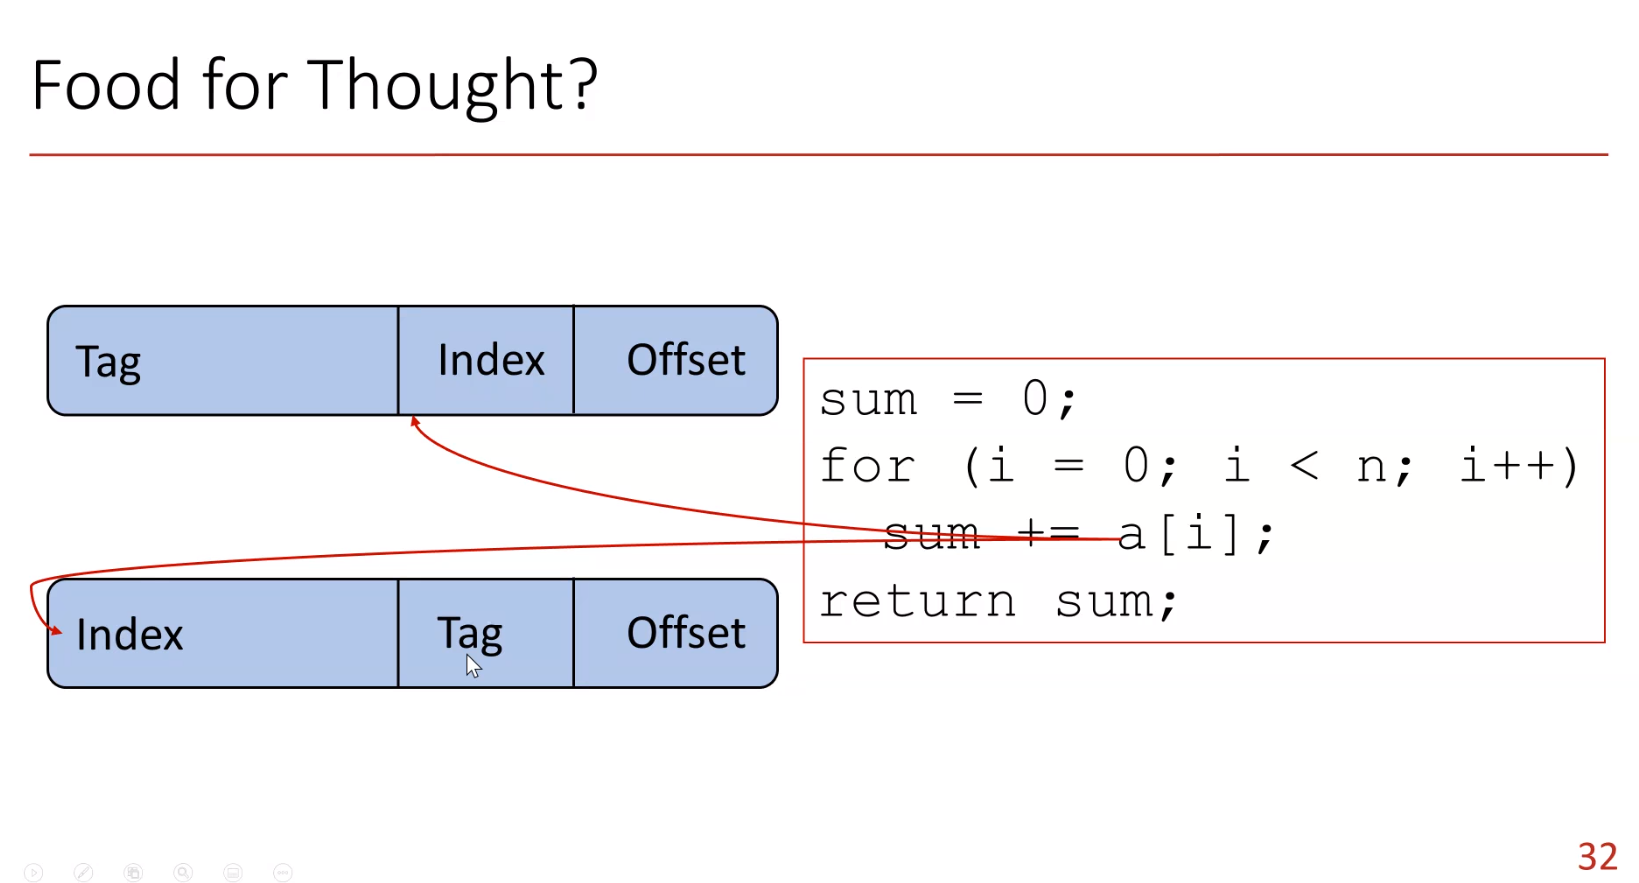 Food for Thought?
Tag Index Offset
sum = 0;
for (i = 0; i < n; i++)
sum += a[i];
return sum;
Index Tag Offset
32